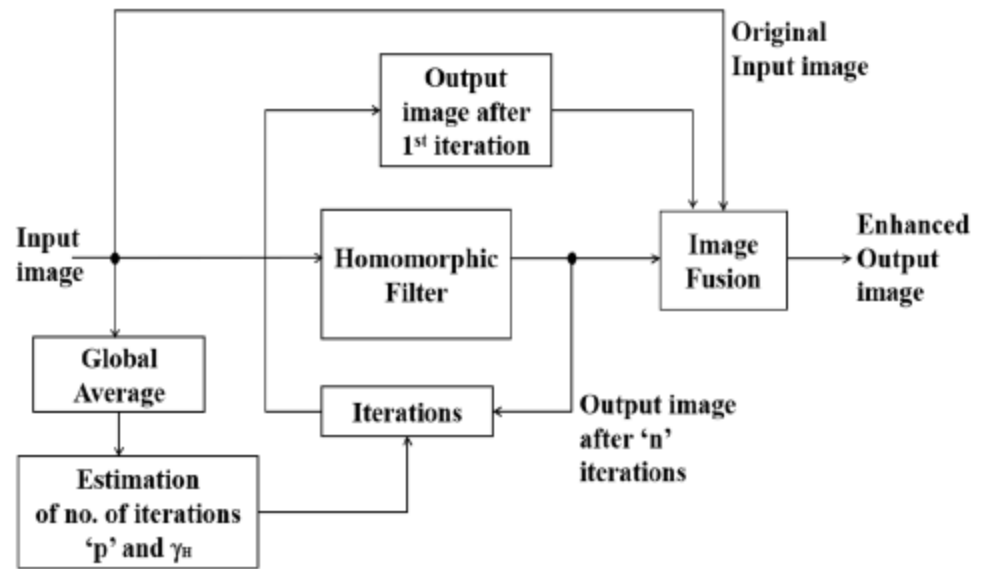 Original
Input image
Output
image after
1st iteration
Input
image
Homomorphic
Filter
Image
Fusion
Enhanced
Output
image
Global
Average
Iterations
Output image
after ‘n’
iterations
Estimation
of no. of iterations
‘p’ and γH